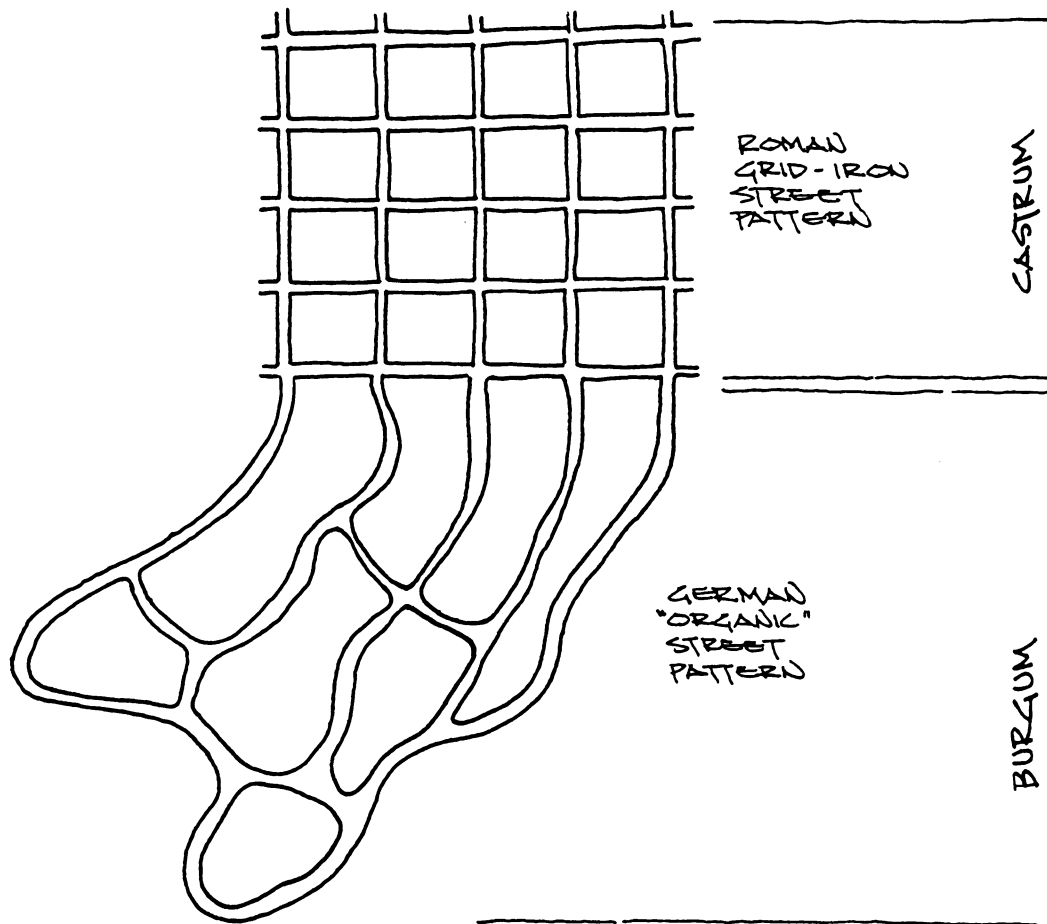 ROMAN
GRID-IRON
STREET
PATTERN
CASTRUM
GERMAN
"ORGANIC"
STREET
PATTERN
BURGUM